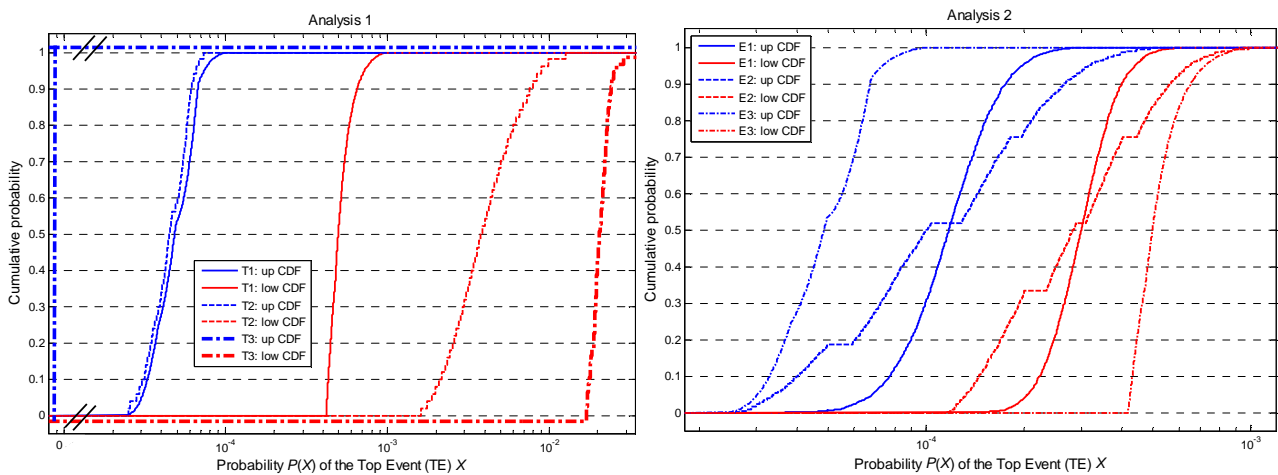 Analysis 1
Cumulative probability
1
0.9
0.8
0.7
0.6
0.5
0.4
0.3
0.2
0.1
0
T1: up CDF
T1: low CDF
T2: up CDF
T2: low CDF
T3: up CDF
T3: low CDF
0
10-4
10-3
10-2
Probability P(X) of the Top Event (TE) X
Analysis 2
Cumulative probability
1
0.9
0.8
0.7
0.6
0.5
0.4
0.3
0.2
0.1
0
E1: up CDF
E1: low CDF
E2: up CDF
E2: low CDF
E3: up CDF
E3: low CDF
10-4
10-3
Probability P(X) of the Top Event (TE) X